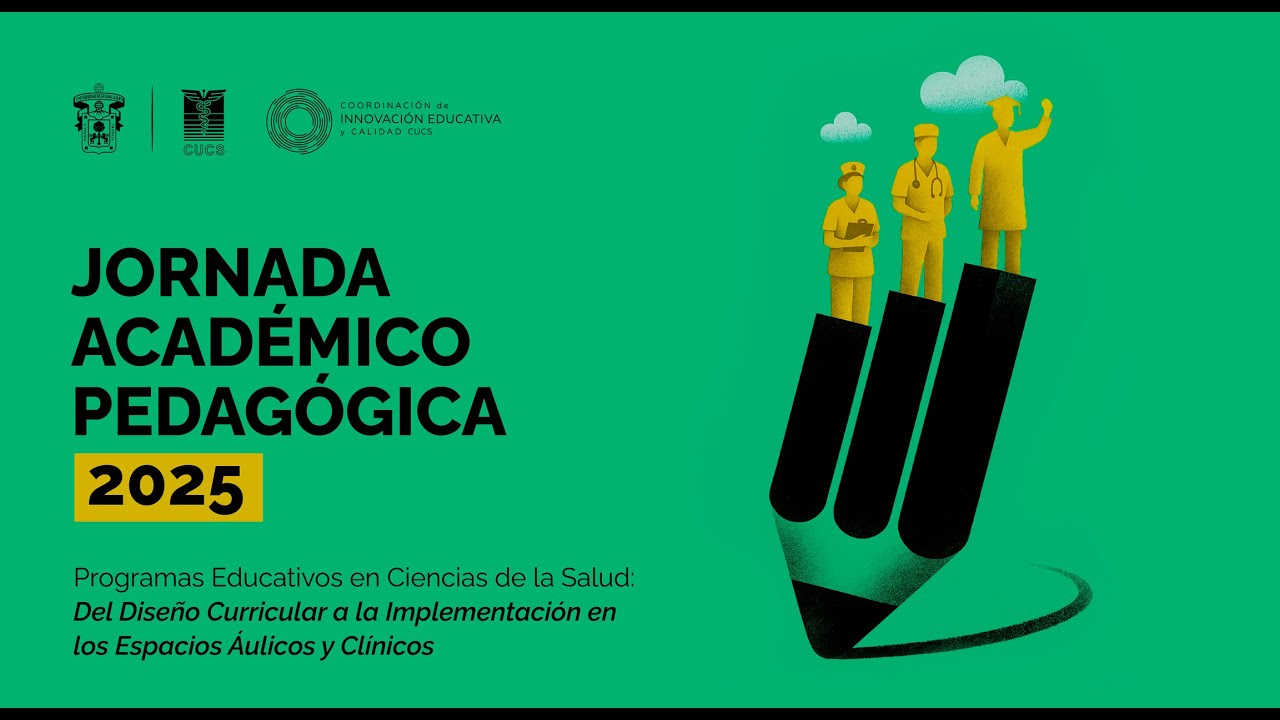 CUCS
COORDINACIÓN de
INNOVACIÓN EDUCATIVA
y CALIDAD CUCS
JORNADA
ACADÉMICO
PEDAGÓGICA
2025
Programas Educativos en Ciencias de la Salud:
Del Diseño Curricular a la Implementación en
los Espacios Áulicos y Clínicos